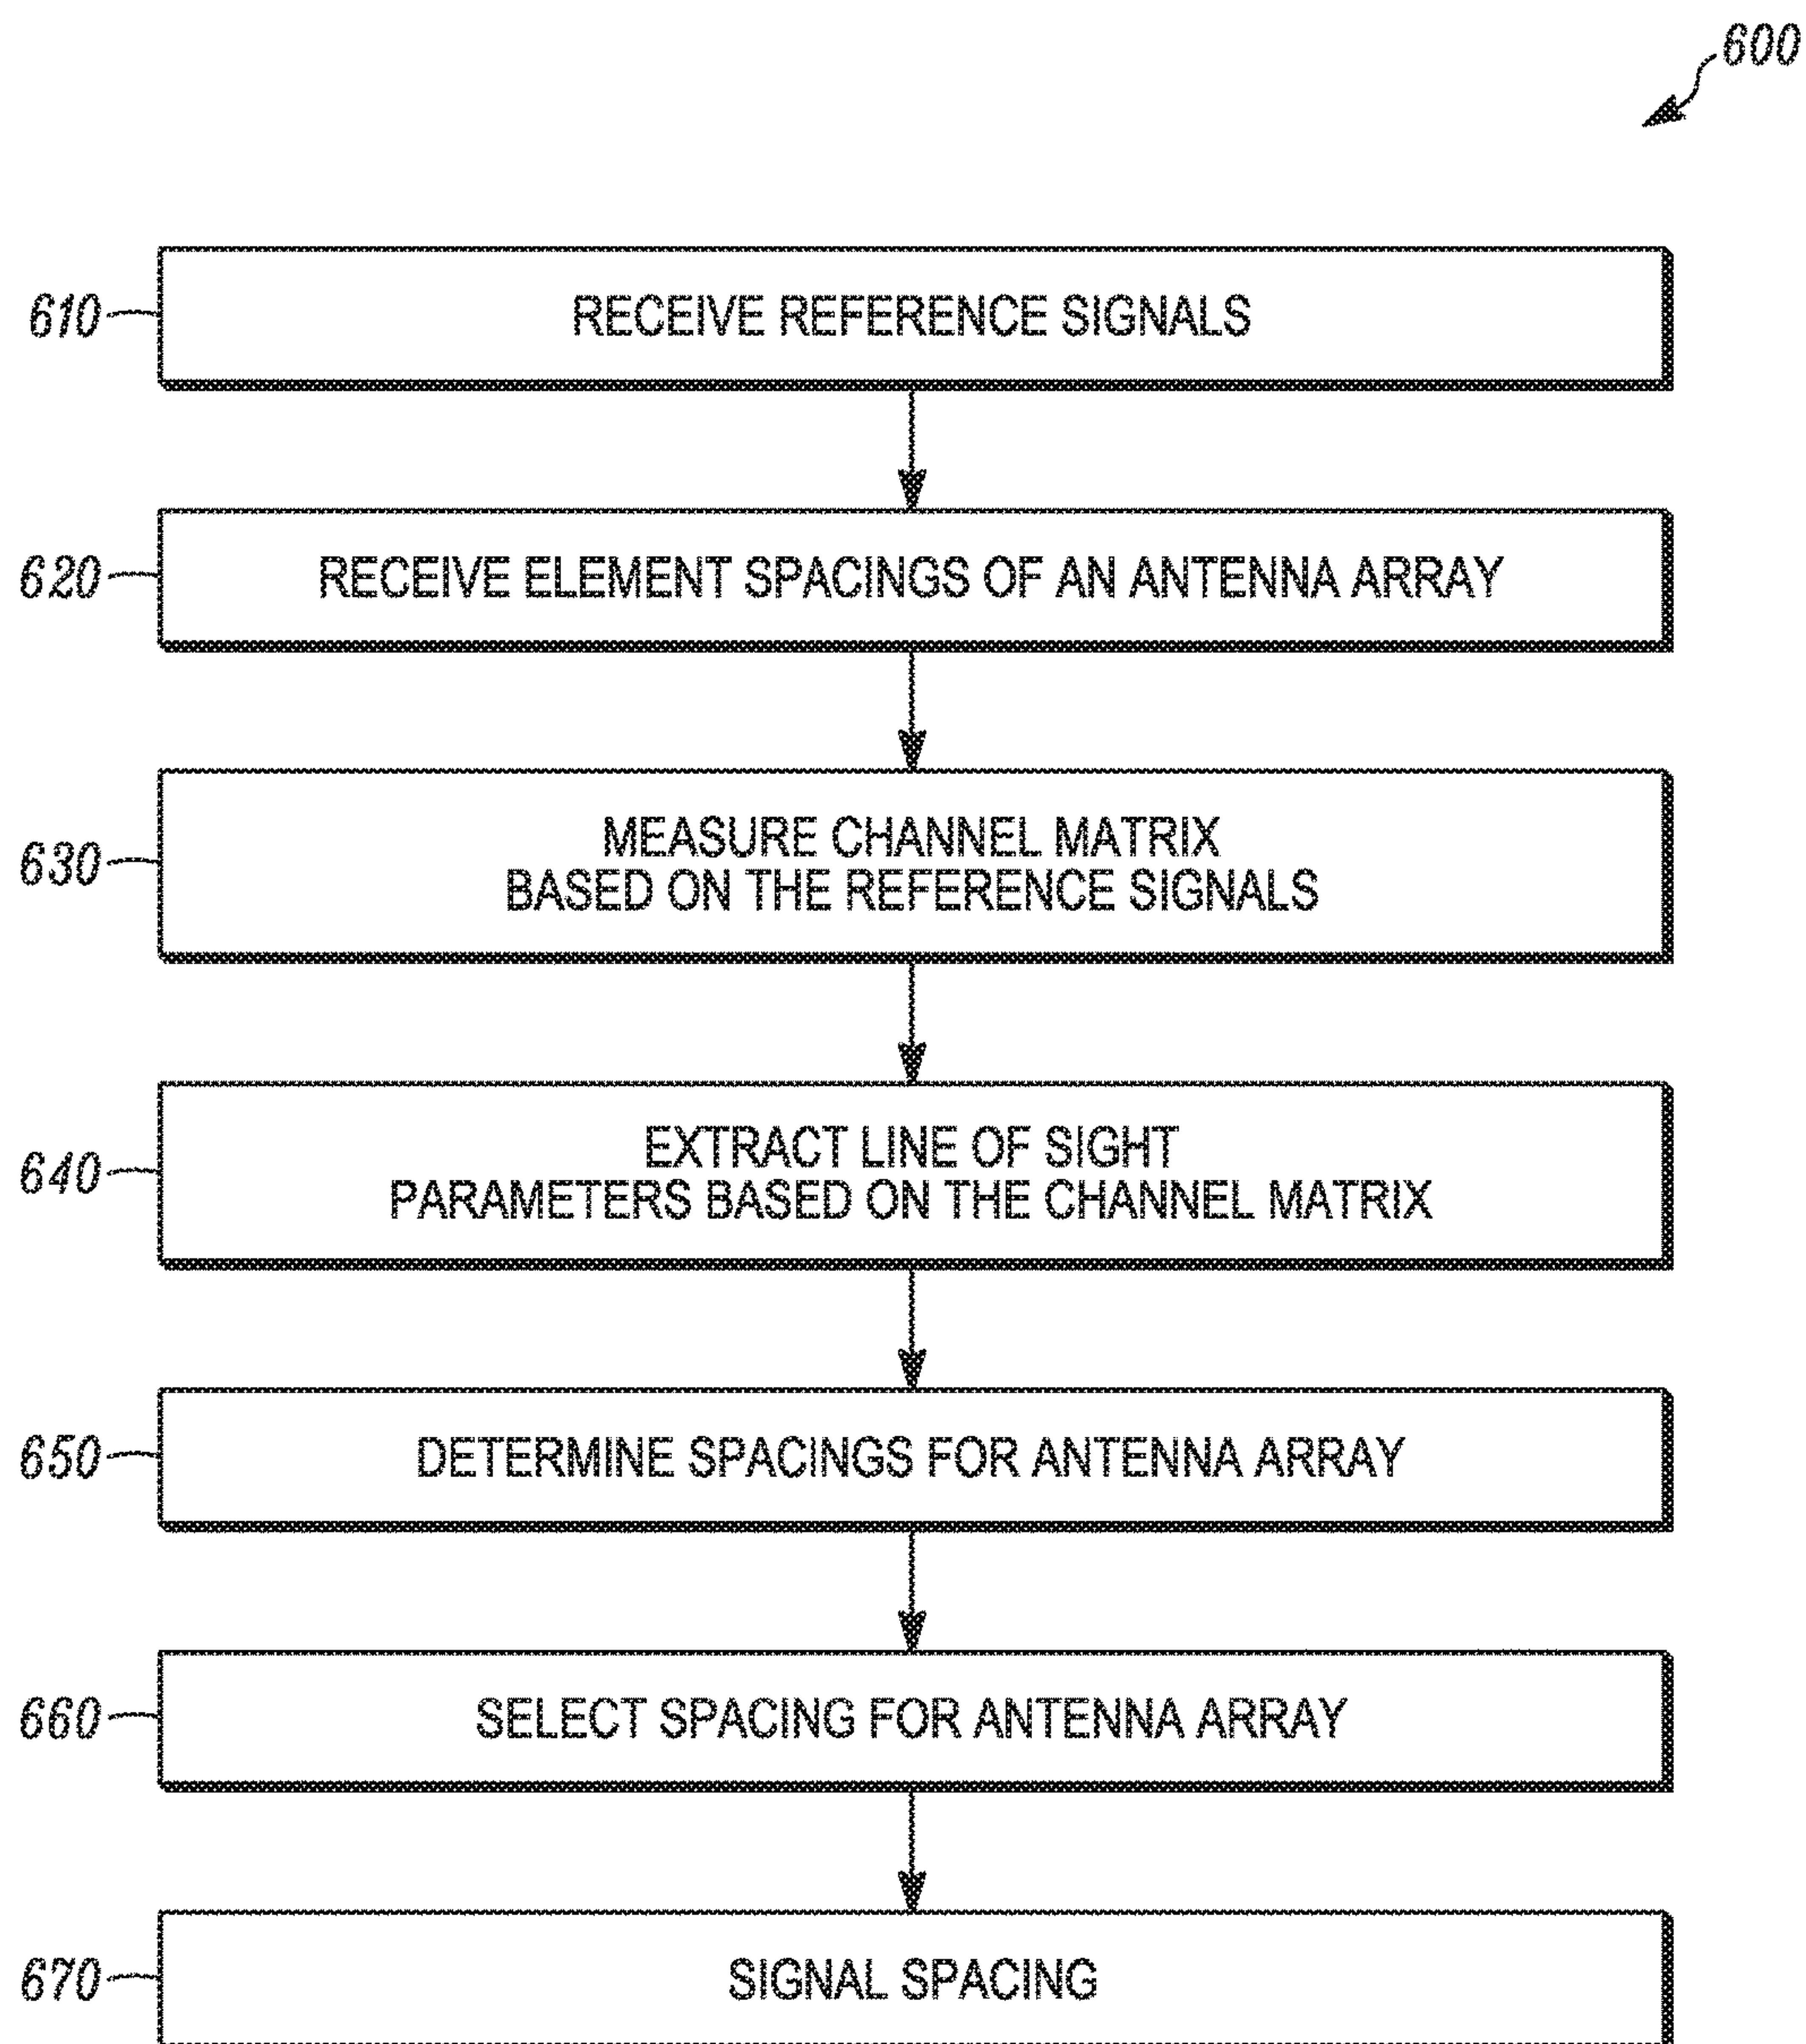 600
610
RECEIVE REFERENCE SIGNALS
620
RECEIVE ELEMENT SPACINGS OF AN ANTENNA ARRAY
630
MEASURE CHANNEL MATRIX
BASED ON THE REFERENCE SIGNALS
640
EXTRACT LINE OF SIGHT
PARAMETERS BASED ON THE CHANNEL MATRIX
650
DETERMINE SPACINGS FOR ANTENNA ARRAY
660
SELECT SPACING FOR ANTENNA ARRAY
670
SIGNAL SPACING